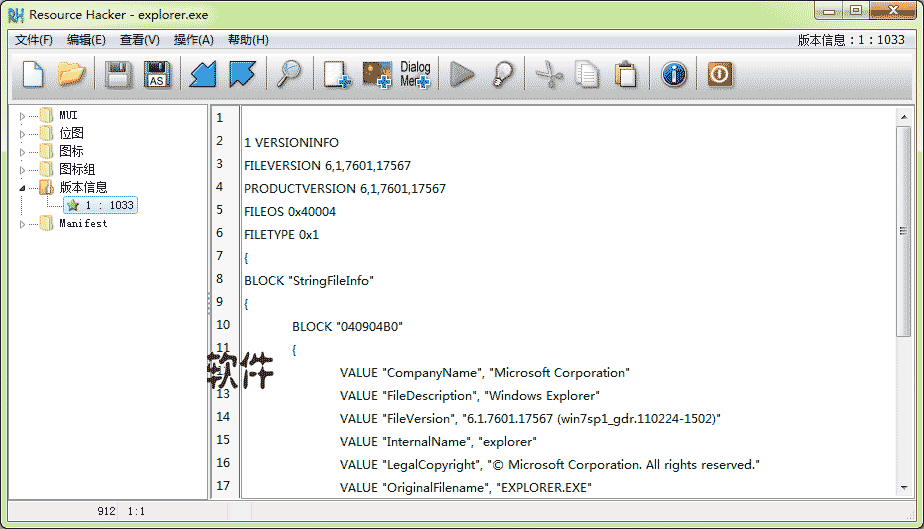 Resource Hacker - explorer.exe
文件(F) 编辑(E) 查看(V) 操作(A) 帮助(H) 版本信息 : 1 : 1033
AS Dialog Men
MUI
位图
图标
图标组
版本信息
1 : 1033
Manifest
1
2 1 VERSIONINFO
3 FILEVERSION 6,1,7601,17567
4 PRODUCTVERSION 6,1,7601,17567
5 FILEOS 0x40004
6 FILETYPE 0x1
7 {
8 BLOCK "StringFileInfo"
9 {
10 BLOCK "040904B0"
11 {
软件
VALUE "CompanyName", "Microsoft Corporation"
13 VALUE "FileDescription", "Windows Explorer"
14 VALUE "FileVersion", "6.1.7601.17567 (win7sp1_gdr.110224-1502)"
15 VALUE "InternalName", "explorer"
16 VALUE "LegalCopyright", "© Microsoft Corporation. All rights reserved."
17 VALUE "OriginalFilename", "EXPLORER.EXE"
912 1:1